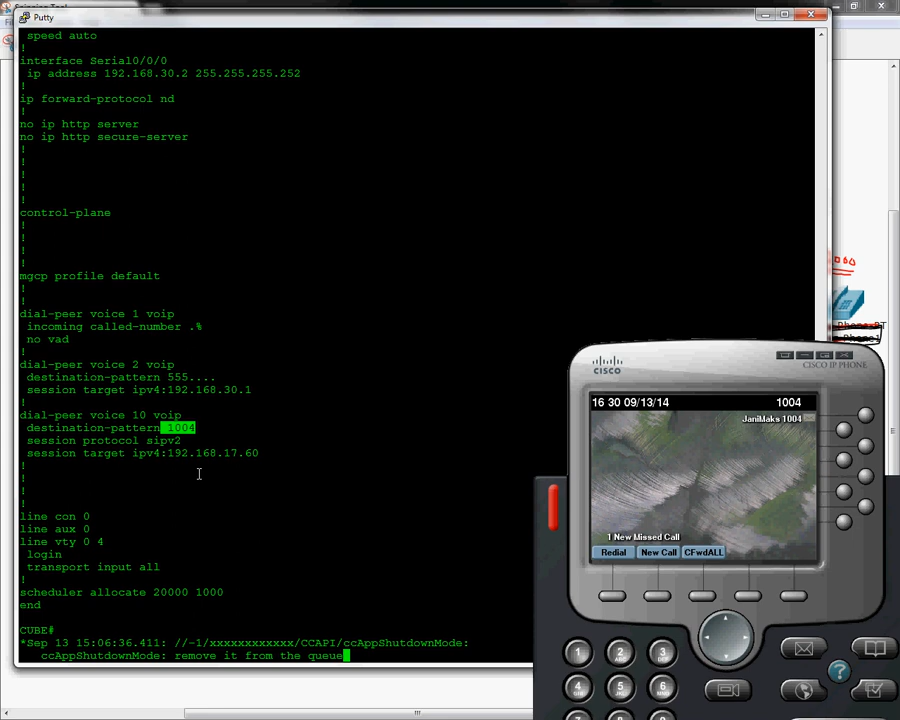 Putty
speed auto
!
interface Serial0/0/0
ip address 192.168.30.2 255.255.255.252
!
ip forward-protocol nd
!
no ip http server
no ip http secure-server
!
!
!
!
!
control-plane
!
!
!
!
mgcp profile default
!
!
dial-peer voice 1 voip
incoming called-number .%
no vad
!
dial-peer voice 2 voip
destination-pattern 555....
session target ipv4:192.168.30.1
!
dial-peer voice 10 voip
destination-pattern 1004
session protocol sipv2
session target ipv4:192.168.17.60
!
!
!
!
line con 0
line aux 0
line vty 0 4
login
transport input all
!
scheduler allocate 20000 1000
end
CUBE#
*Sep 13 15:06:36.411: //-1/xxxxxxxxxxxx/CCAPI/ccAppShutdownMode:
ccAppShutdownMode: remove it from the queue
CISCO
CISCO IP PHONE
16 30 09/13/14 1004
JaniMaks 1004
1 New Missed Call
Redial New Call CFwdALL
1 2 ABC 3 DEF
4 GHI 5 JKL 6 MNO
?